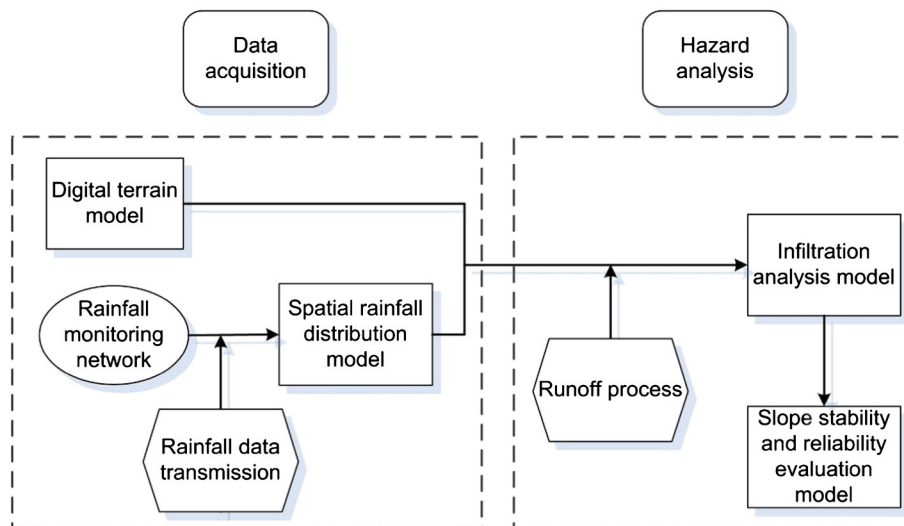 Data
acquisition
Hazard
analysis
Digital terrain
model
Rainfall
monitoring
network
Spatial rainfall
distribution
model
Rainfall data
transmission
Runoff process
Infiltration
analysis model
Slope stability
and reliability
evaluation
model